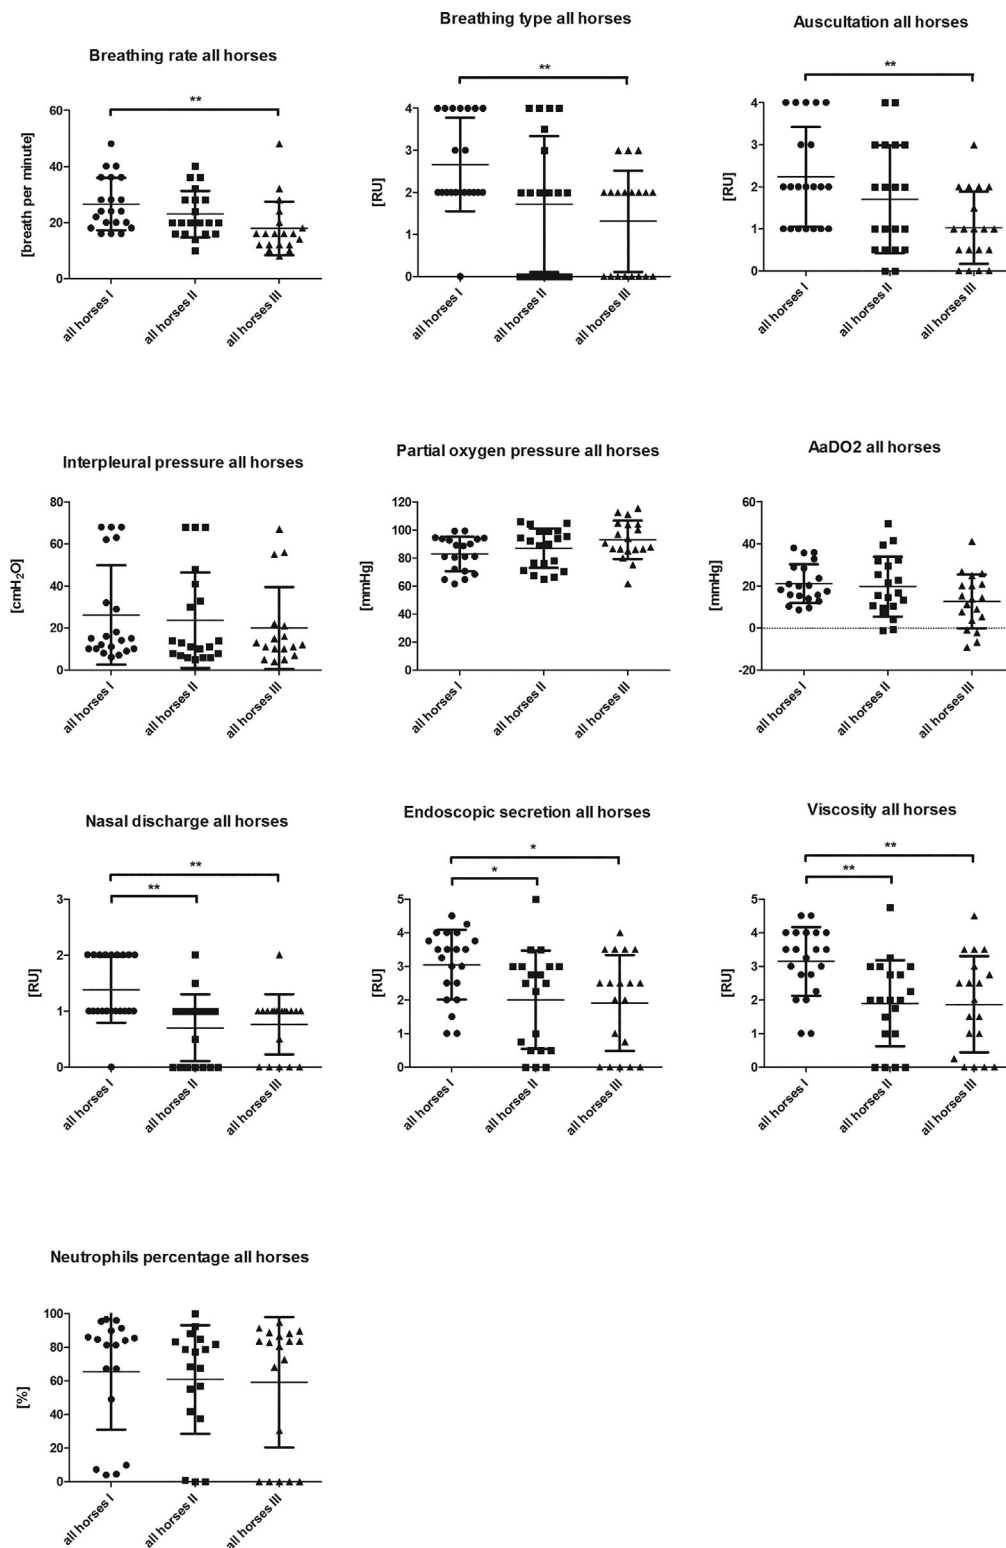 Breathing rate all horses
**
[breath per minute]
60
40
20
0
all horses I
all horses II
all horses III
Breathing type all horses
**
[RU]
4
3
2
1
0
all horses I
all horses II
all horses III
Auscultation all horses
**
[RU]
4
3
2
1
0
all horses I
all horses II
all horses III
Interpleural pressure all horses
[cmH₂O]
80
60
40
20
0
all horses I
all horses II
all horses III
Partial oxygen pressure all horses
[mmHg]
120
100
80
60
40
20
0
all horses I
all horses II
all horses III
AaDO2 all horses
[mmHg]
60
40
20
0
-20
all horses I
all horses II
all horses III
Nasal discharge all horses
**
**
[RU]
3
2
1
0
all horses I
all horses II
all horses III
Endoscopic secretion all horses
*
*
[RU]
5
4
3
2
1
0
all horses I
all horses II
all horses III
Viscosity all horses
**
**
[RU]
5
4
3
2
1
0
all horses I
all horses II
all horses III
Neutrophils percentage all horses
[%]
100
80
60
40
20
0
all horses I
all horses II
all horses III